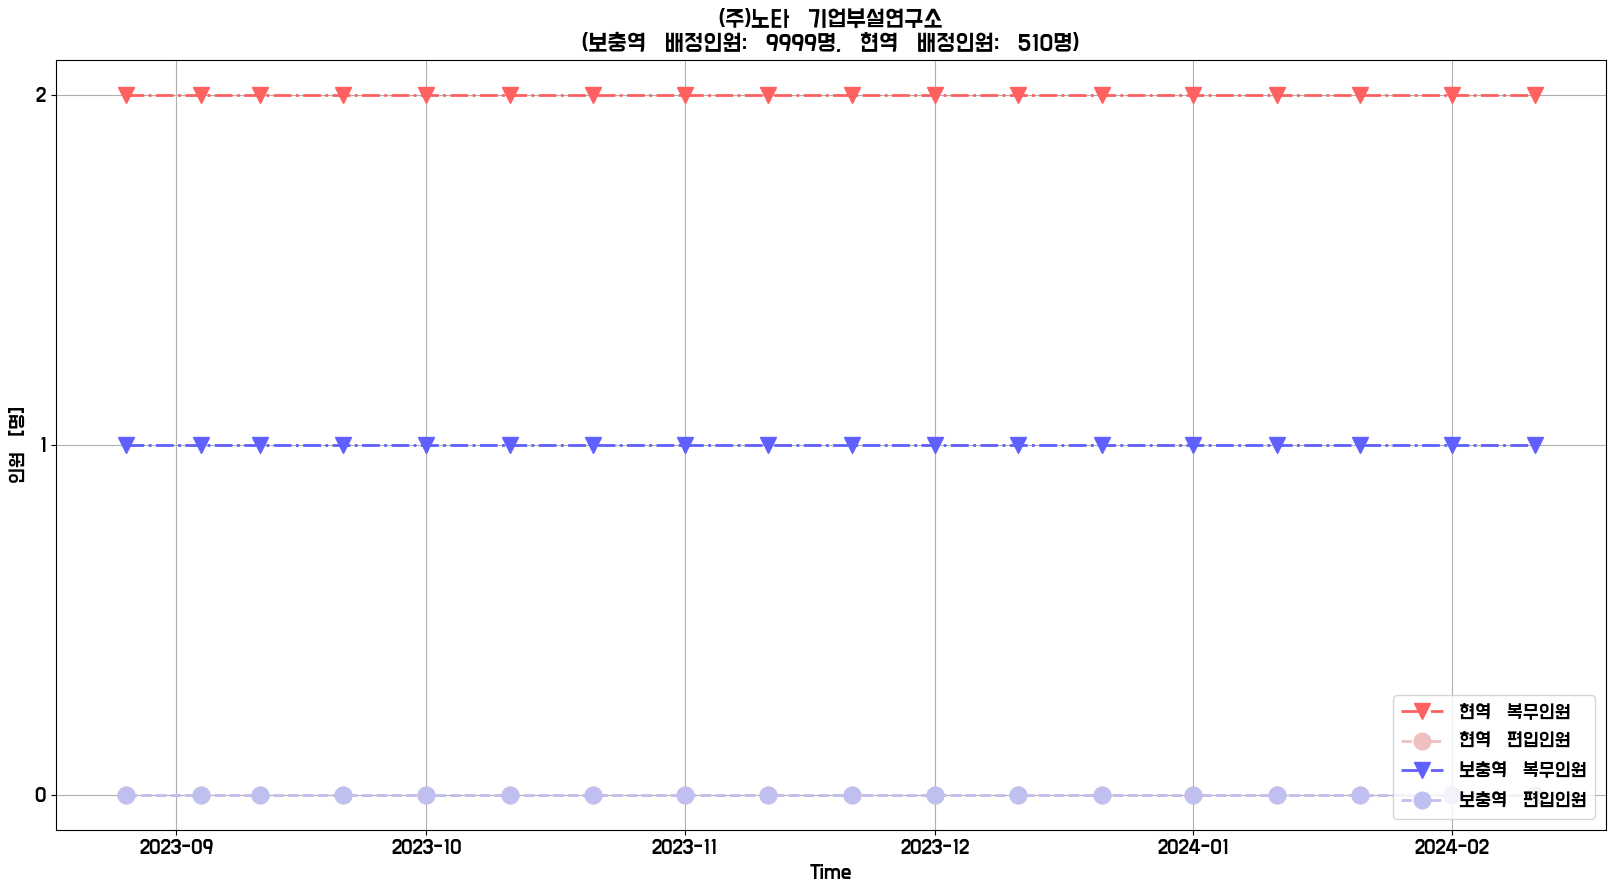 (주)노타 기업부설연구소
(보충역 배정인원: 9999명, 현역 배정인원: 510명)
2
1
0
인원 [명]
현역 복무인원
현역 편입인원
보충역 복무인원
보충역 편입인원
2023-09 2023-10 2023-11 2023-12 2024-01 2024-02
Time